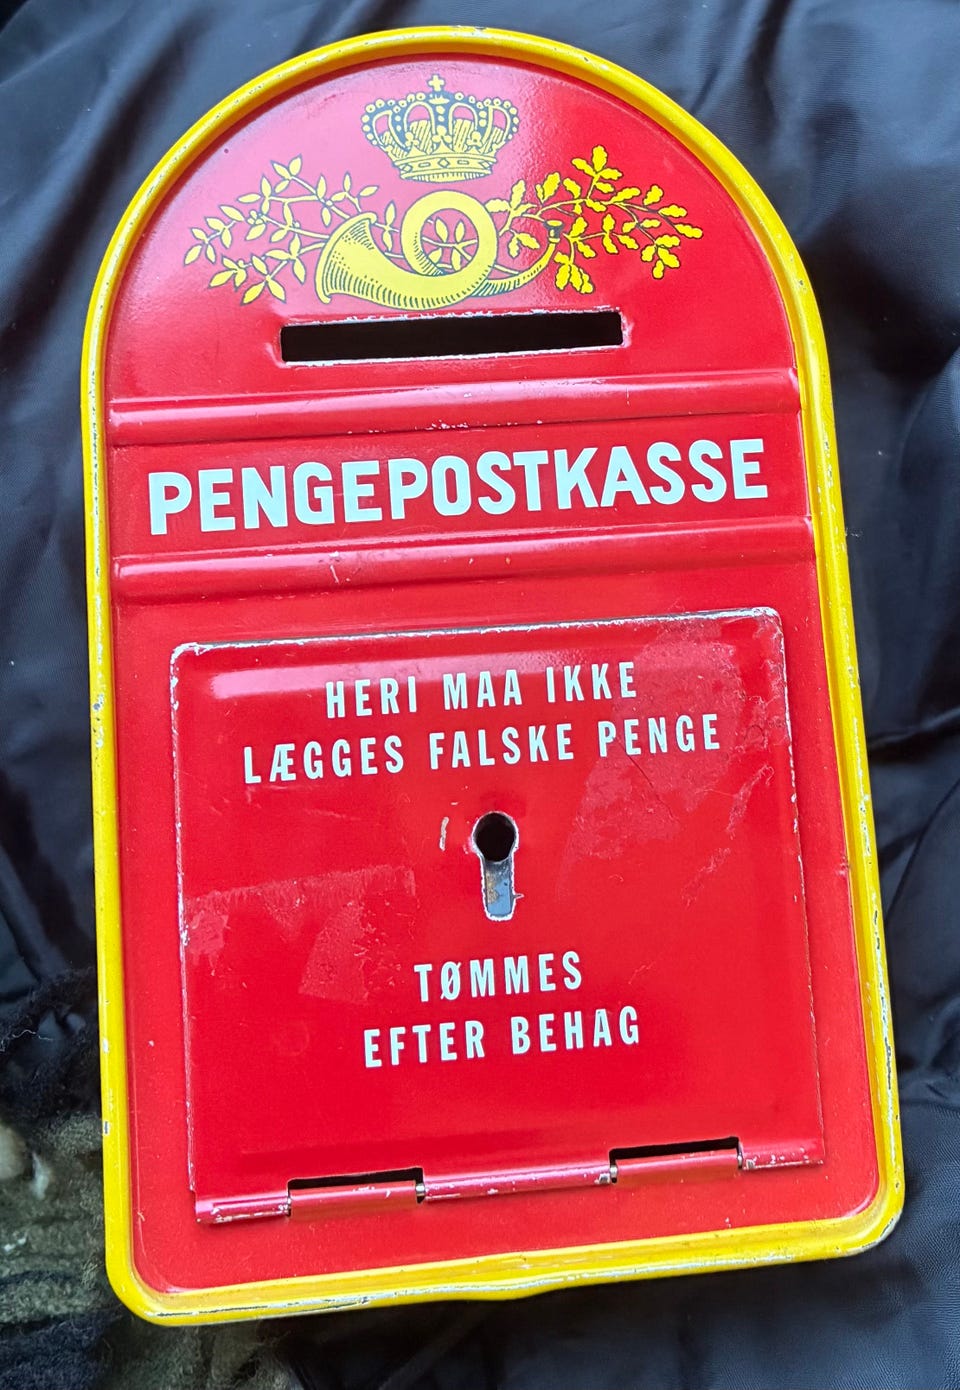 PENGEPOSTKASSE
HERI MAA IKKE
LÆGGES FALSKE PENGE
TØMMES
EFTER BEHAG